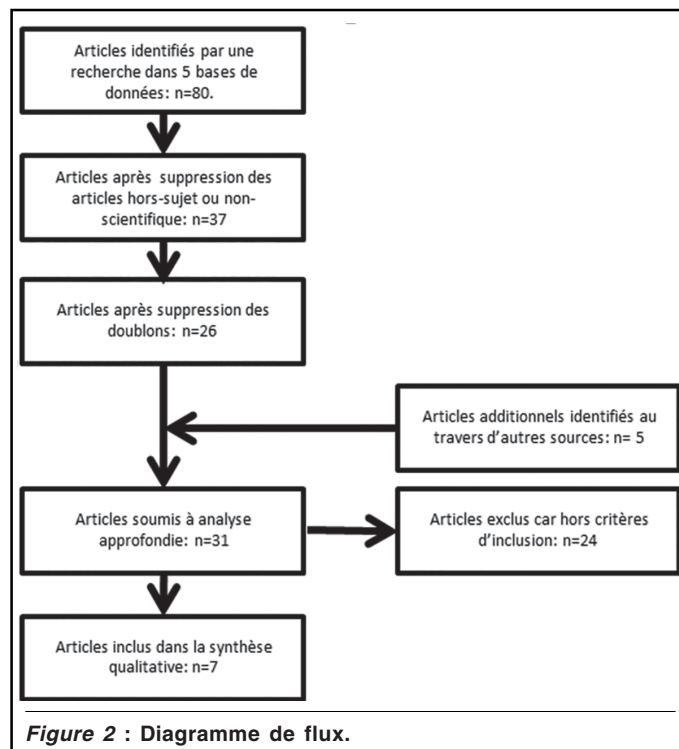 Articles identifiés par une
recherche dans 5 bases de
données: n=80.
Articles après suppression des
articles hors-sujet ou non-
scientifique: n=37
Articles après suppression des
doublons: n=26
Articles additionnels identifiés au
travers d'autres sources: n= 5
Articles soumis à analyse
approfondie: n=31
Articles exclus car hors critères
d'inclusion: n=24
Articles inclus dans la synthèse
qualitative: n=7
Figure 2 : Diagramme de flux.